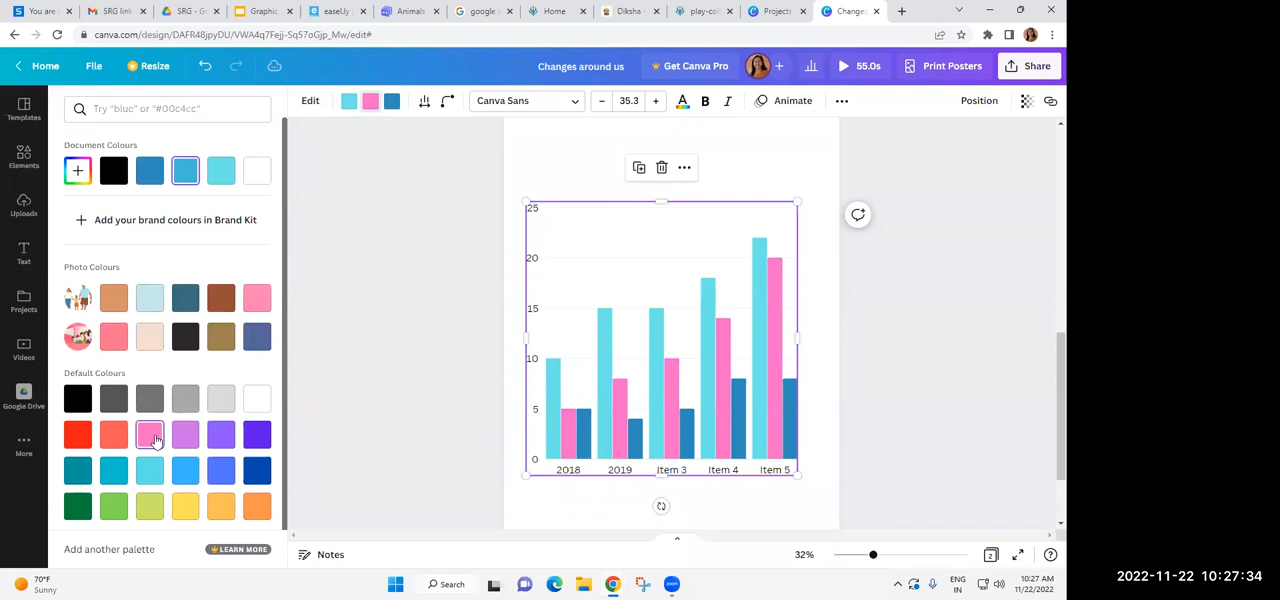 You are
SRG link
SRG - G
Graphic
easel.ly
Animals
google.
Home
Diksha
play-col
Projects
Change
canva.com/design/DAFR48jpyDU/VWA4q7Fejj-Sq57oGjp_Mw/edit#
Home File Resize Changes around us Get Canva Pro 55.0s Print Posters Share
Edit Canva Sans 35.3 B I Animate Position
Templates
Elements
Uploads
Text
Projects
Videos
Google Drive
More
Try "blue" or "#00c4cc"
Document Colours
Add your brand colours in Brand Kit
Photo Colours
Default Colours
Add another palette LEARN MORE
25
20
15
10
5
0
2018 2019 Item 3 Item 4 Item 5
Notes 32% 2
70°F
Sunny
Search
zoom
ENG
IN
10:27 AM
11/22/2022
2022-11-22 10:27:34